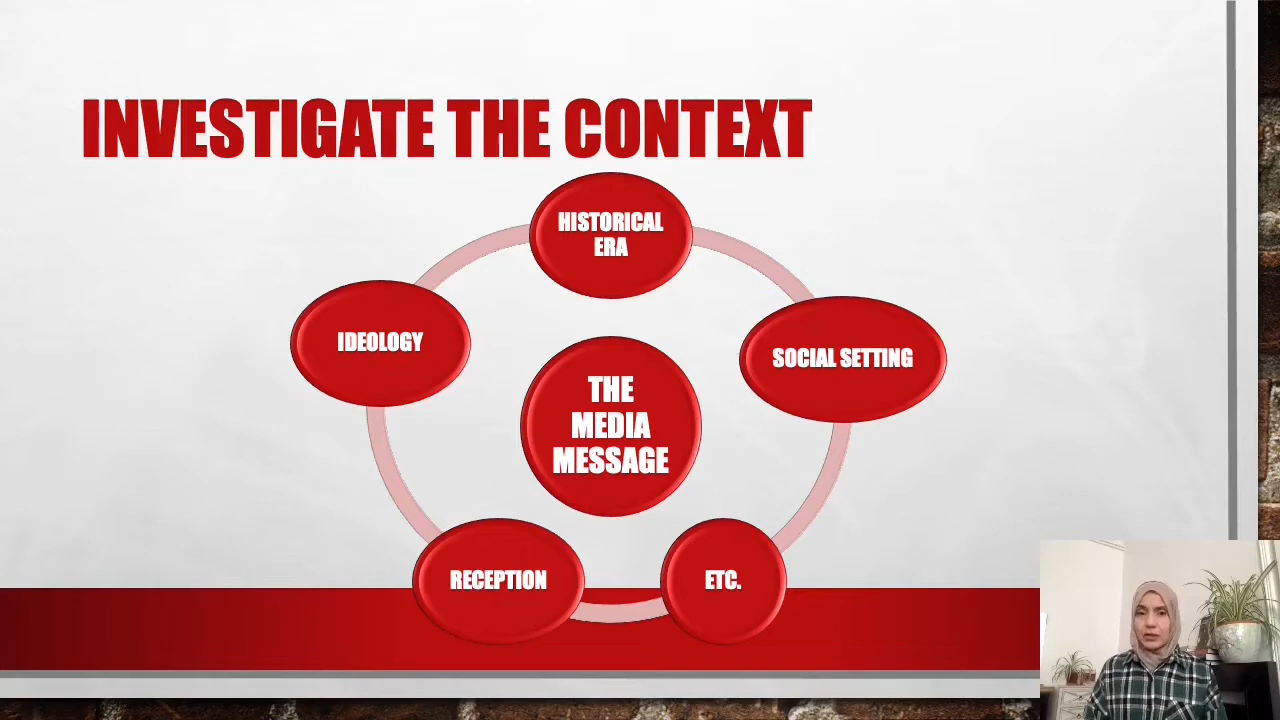 INVESTIGATE THE CONTEXT
HISTORICAL
ERA
IDEOLOGY
SOCIAL SETTING
THE
MEDIA
MESSAGE
RECEPTION
ETC.